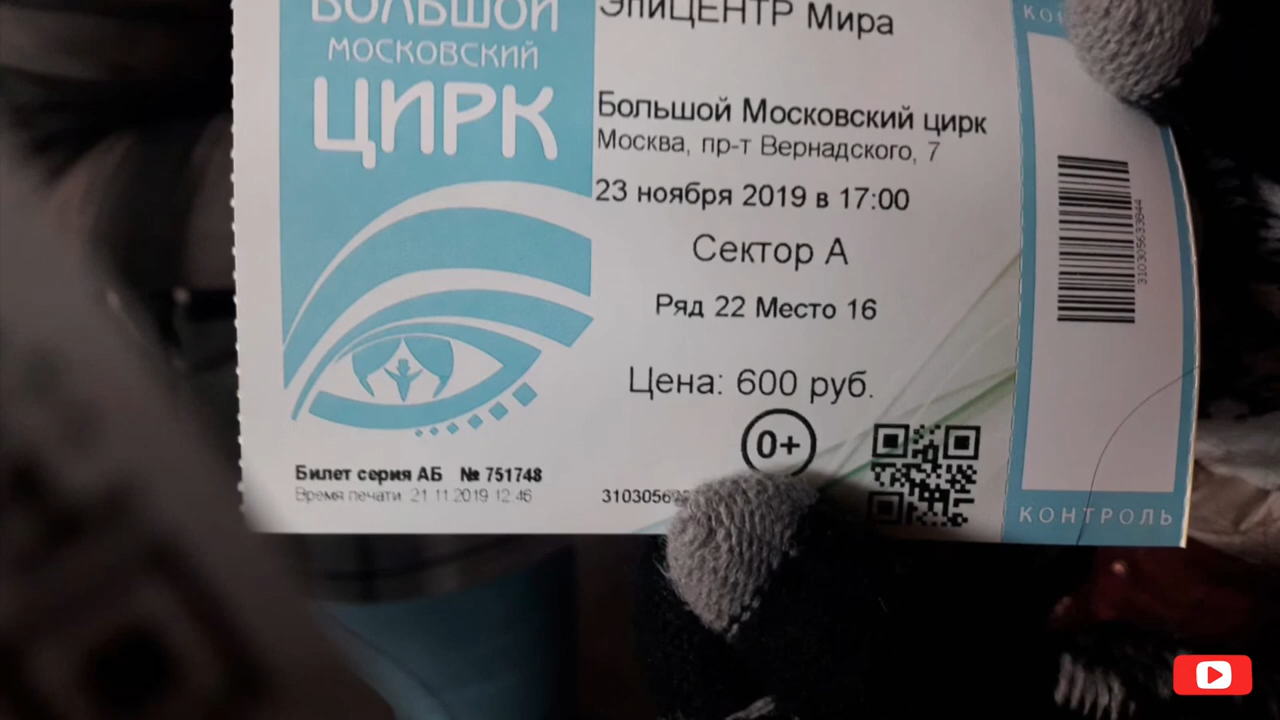 БОЛЬШОЙ
МОСКОВСКИЙ
ЦИРК
ЭпиЦЕНТР Мира
Большой Московский цирк
Москва, пр-т Вернадского, 7
23 ноября 2019 в 17:00
Сектор А
Ряд 22 Место 16
Цена: 600 руб.
0+
Билет серия АБ № 751748
Время печати 21 11 2019 12:46
310305633844
КОНТРОЛЬ